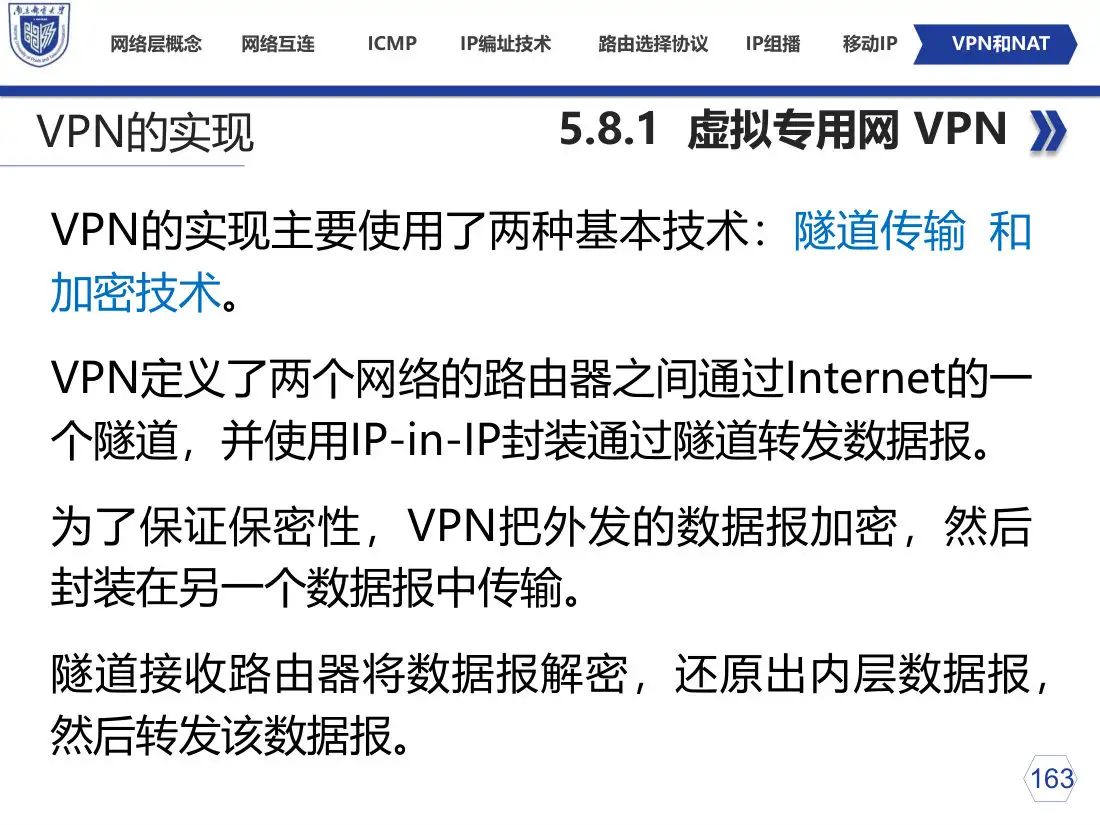 网络层概念 网络互连 ICMP IP编址技术 路由选择协议 IP组播 移动IP VPN和NAT
VPN的实现
5.8.1 虚拟专用网 VPN
VPN的实现主要使用了两种基本技术：隧道传输 和
加密技术。
VPN定义了两个网络的路由器之间通过Internet的一
个隧道，并使用IP-in-IP封装通过隧道转发数据报。
为了保证保密性，VPN把外发的数据报加密，然后
封装在另一个数据报中传输。
隧道接收路由器将数据报解密，还原出内层数据报，
然后转发该数据报。
163